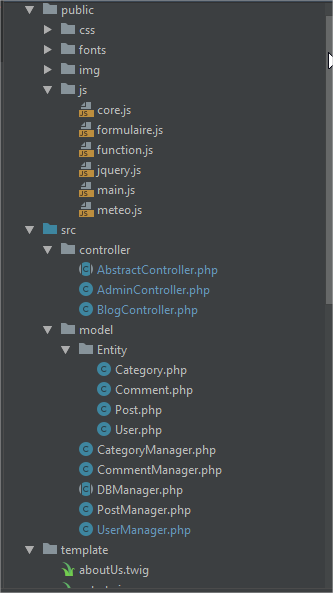 public
css
fonts
img
js
core.js
formulaire.js
function.js
jquery.js
main.js
meteo.js
src
controller
AbstractController.php
AdminController.php
BlogController.php
model
Entity
Category.php
Comment.php
Post.php
User.php
CategoryManager.php
CommentManager.php
DBManager.php
PostManager.php
UserManager.php
template
aboutUs.twig